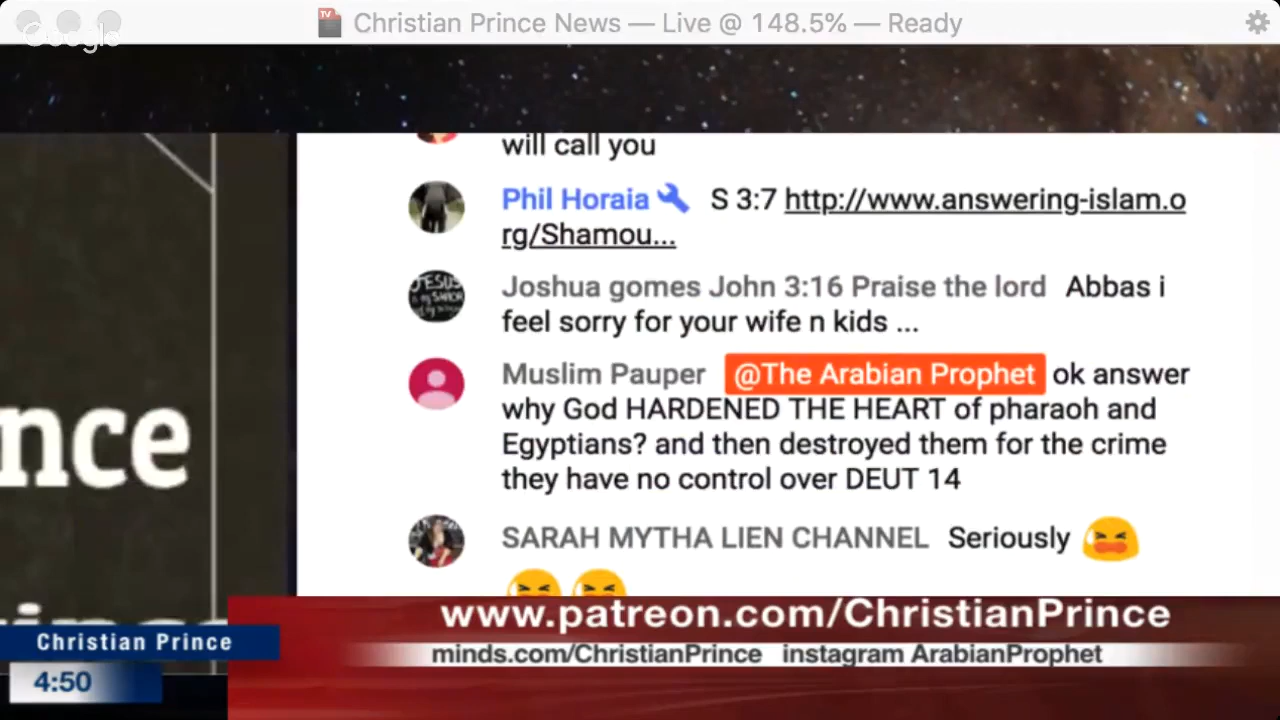 Christian Prince News — Live @ 148.5% — Ready
Google
will call you
Phil Horaia S 3:7 http://www.answering-islam.o
rg/Shamou...
Joshua gomes John 3:16 Praise the lord Abbas i
feel sorry for your wife n kids ...
Muslim Pauper @The Arabian Prophet ok answer
why God HARDENED THE HEART of pharaoh and
Egyptians? and then destroyed them for the crime
they have no control over DEUT 14
SARAH MYTHA LIEN CHANNEL Seriously
nce
www.patreon.com/ChristianPrince
Christian Prince
minds.com/ChristianPrince instagram ArabianProphet
4:50